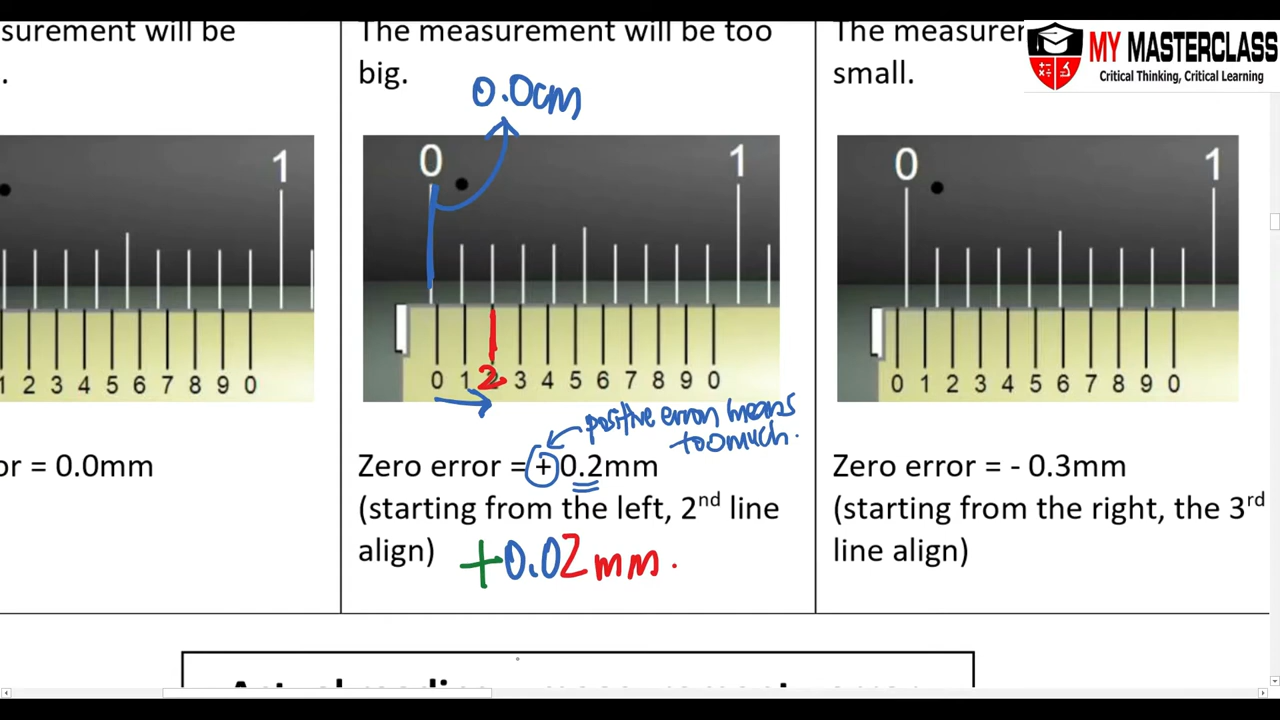 surement will be
.
1
1 2 3 4 5 6 7 8 9 0
or = 0.0mm
The measurement will be too
big.
0.0cm
0 1
0 1 2 3 4 5 6 7 8 9 0
positive error means
too much.
Zero error = + 0.2mm
(starting from the left, 2nd line
align)
+0.02mm.
The measurem
small.
MY MASTERCLASS
Critical Thinking, Critical Learning
0 1
0 1 2 3 4 5 6 7 8 9 0
Zero error = - 0.3mm
(starting from the right, the 3rd
line align)